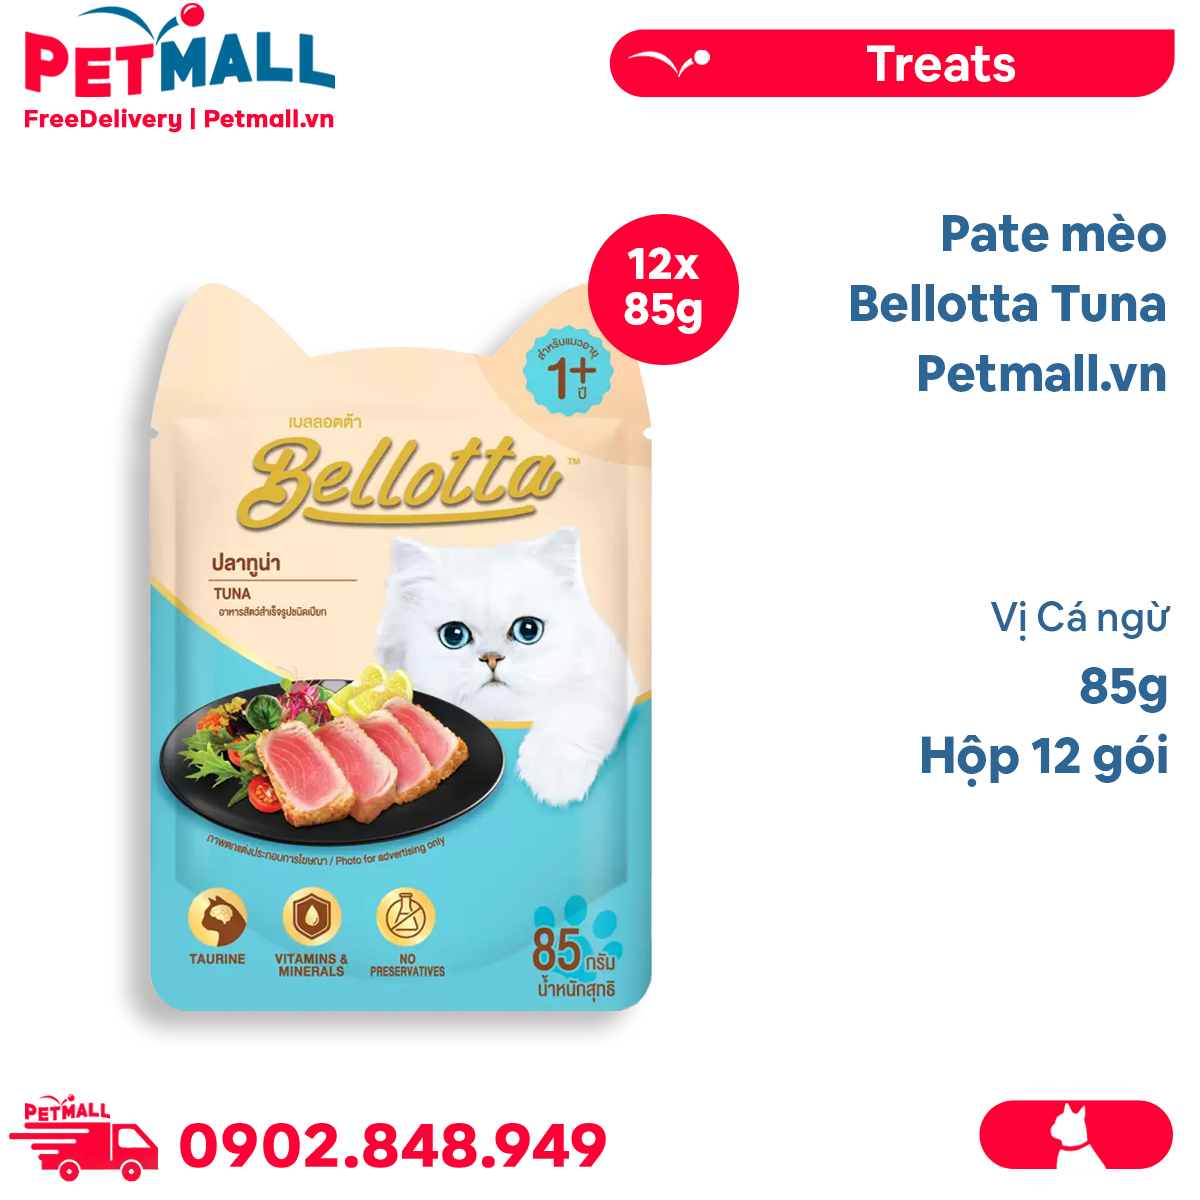 PETMALL
FreeDelivery | Petmall.vn
Treats
12x
85g
Pate mèo
Bellotta Tuna
Petmall.vn
สำหรับแมวอายุ
1+
ปี
เบลลอตต้า
Bellotta™
ปลาทูน่า
TUNA
อาหารสัตว์สำเร็จรูปชนิดเปียก
Vị Cá ngừ
85g
Hộp 12 gói
ภาพตกแต่งประกอบการโฆษณา / Photo for advertising only
TAURINE
VITAMINS &
MINERALS
NO
PRESERVATIVES
85 กรัม
น้ำหนักสุทธิ
PETMALL
0902.848.949